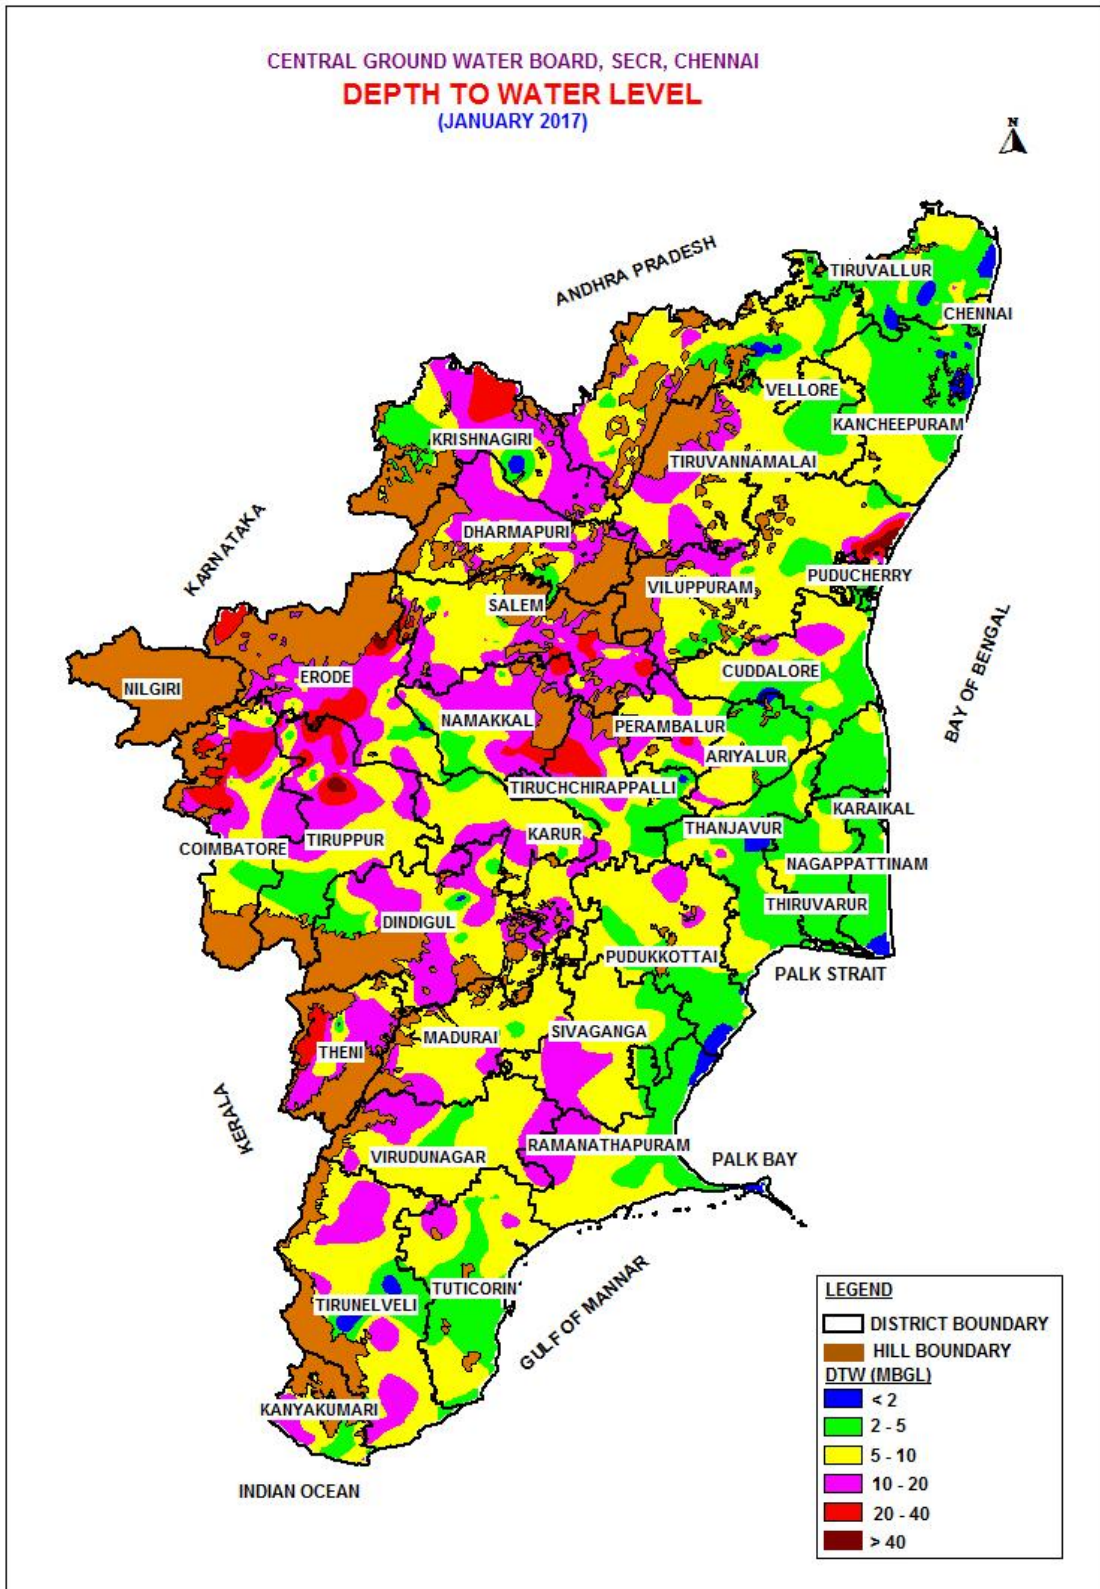 CENTRAL GROUND WATER BOARD, SECR, CHENNAI
DEPTH TO WATER LEVEL
(JANUARY 2017)
N
ANDHRA PRADESH
TIRUVALLUR
CHENNAI
VELLORE
KANCHEEPURAM
KRISHNAGIRI
TIRUVANNAMALAI
KARNATAKA
DHARMAPURI
PUDUCHERRY
VILUPPURAM
SALEM
BAY OF BENGAL
CUDDALORE
ERODE
NILGIRI
NAMAKKAL
PERAMBALUR
ARIYALUR
TIRUCHCHIRAPPALLI
KARAIKAL
THANJAVUR
KARUR
TIRUPPUR
COIMBATORE
NAGAPPATTINAM
THIRUVARUR
DINDIGUL
PUDUKKOTTAI
PALK STRAIT
SIVAGANGA
MADURAI
THENI
KERALA
RAMANATHAPURAM
VIRUDUNAGAR
PALK BAY
TUTICORIN
TIRUNELVELI
GULF OF MANNAR
KANYAKUMARI
INDIAN OCEAN
LEGEND
DISTRICT BOUNDARY
HILL BOUNDARY
DTW (MBGL)
< 2
2 - 5
5 - 10
10 - 20
20 - 40
> 40